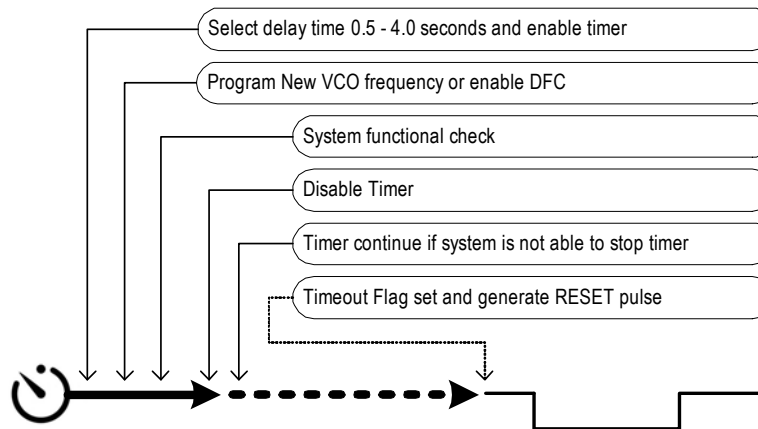 Select delay time 0.5 - 4.0 seconds and enable timer
Program New VCO frequency or enable DFC
System functional check
Disable Timer
Timer continue if system is not able to stop timer
Timeout Flag set and generate RESET pulse